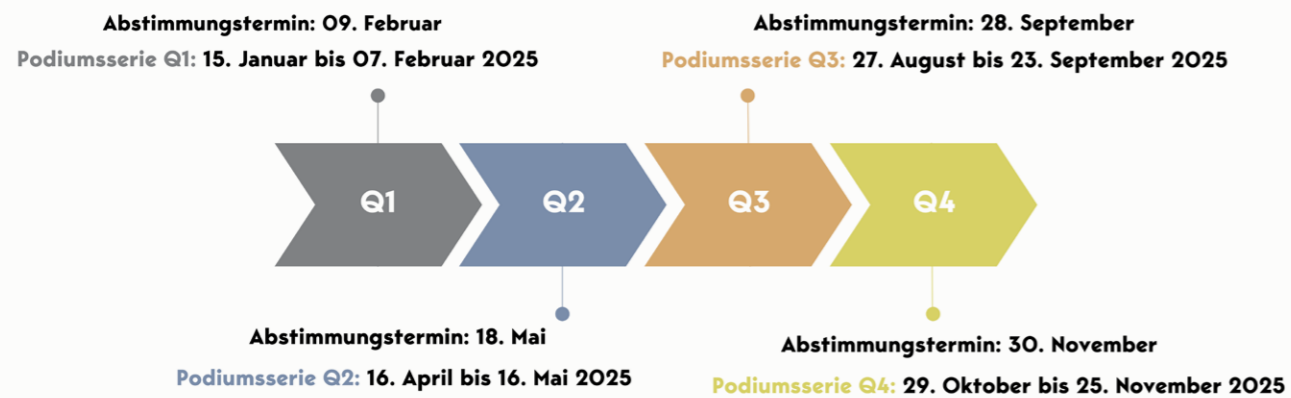 Abstimmungstermin: 09. Februar
Podiumsserie Q1: 15. Januar bis 07. Februar 2025
Abstimmungstermin: 28. September
Podiumsserie Q3: 27. August bis 23. September 2025
Q1
Q2
Q3
Q4
Abstimmungstermin: 18. Mai
Podiumsserie Q2: 16. April bis 16. Mai 2025
Abstimmungstermin: 30. November
Podiumsserie Q4: 29. Oktober bis 25. November 2025